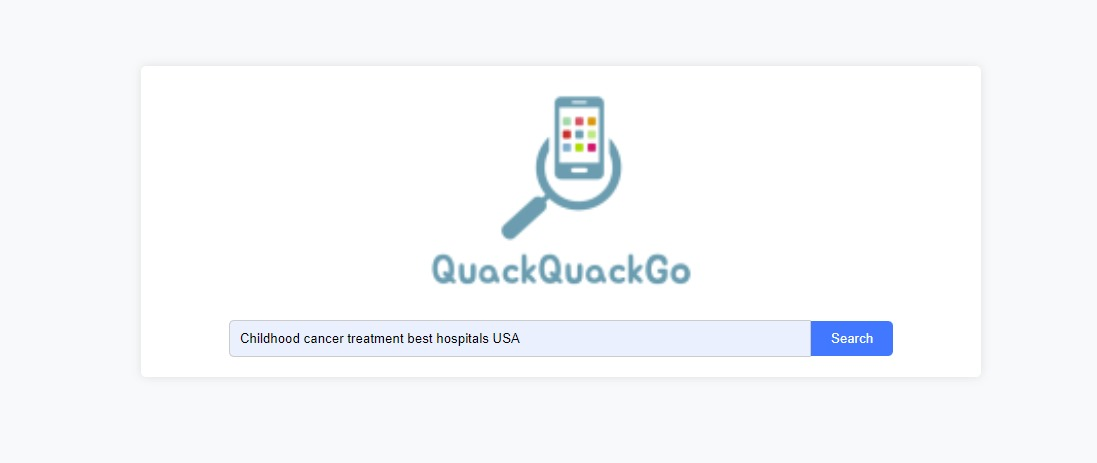 QuackQuackGo
Childhood cancer treatment best hospitals USA
Search